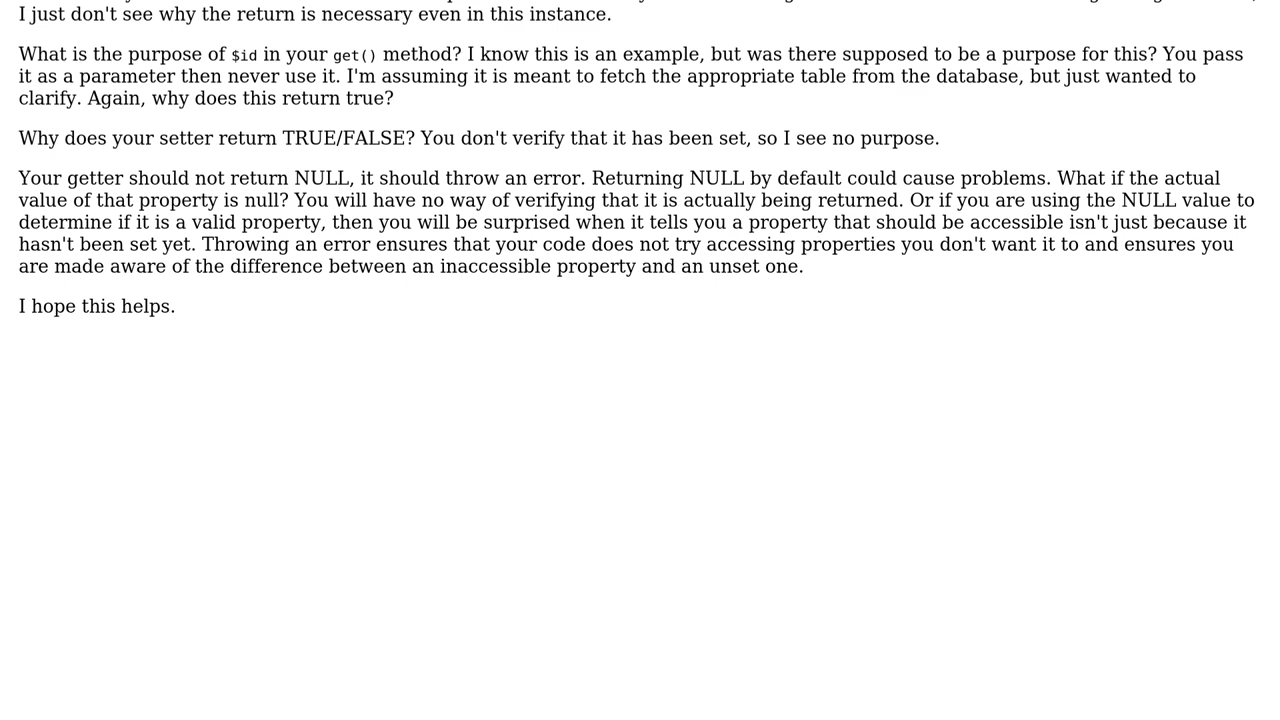 I just don't see why the return is necessary even in this instance.
What is the purpose of $id in your get() method? I know this is an example, but was there supposed to be a purpose for this? You pass
it as a parameter then never use it. I'm assuming it is meant to fetch the appropriate table from the database, but just wanted to
clarify. Again, why does this return true?
Why does your setter return TRUE/FALSE? You don't verify that it has been set, so I see no purpose.
Your getter should not return NULL, it should throw an error. Returning NULL by default could cause problems. What if the actual
value of that property is null? You will have no way of verifying that it is actually being returned. Or if you are using the NULL value to
determine if it is a valid property, then you will be surprised when it tells you a property that should be accessible isn't just because it
hasn't been set yet. Throwing an error ensures that your code does not try accessing properties you don't want it to and ensures you
are made aware of the difference between an inaccessible property and an unset one.
I hope this helps.